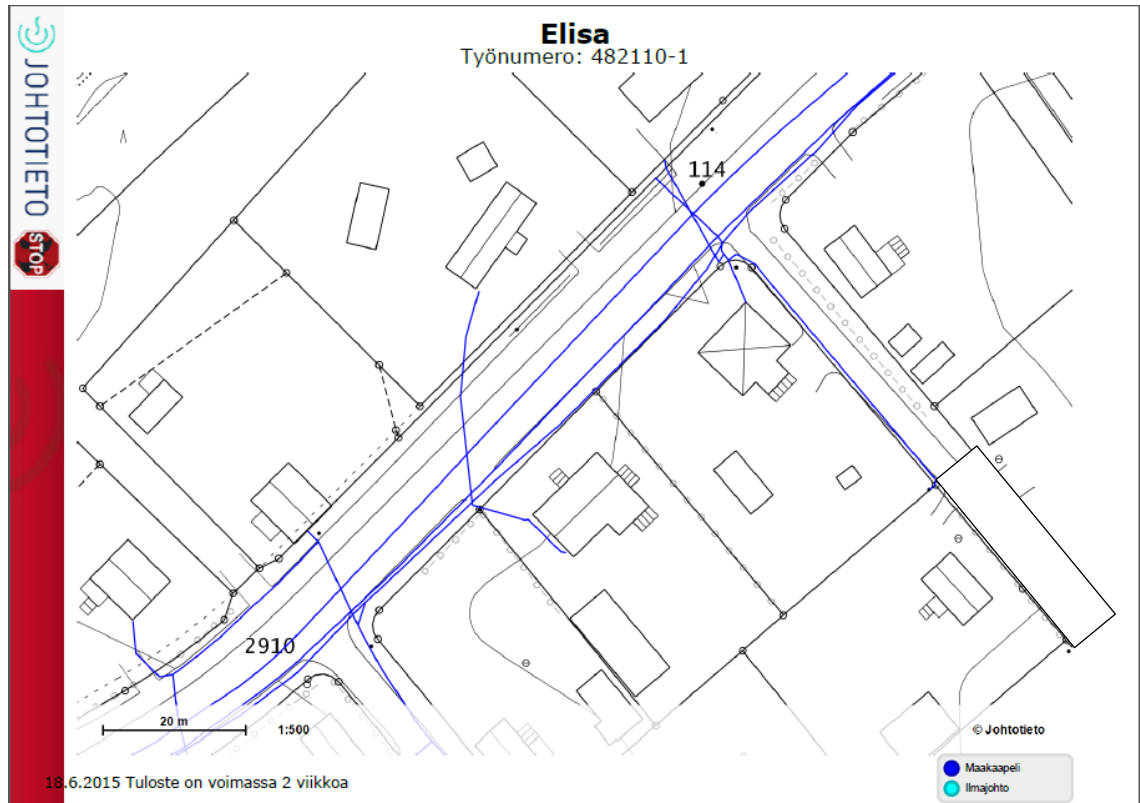 Elisa
Työnumero: 482110-1
JOHTOTIETO
STOP
114
2910
20 m
1:500
© Johtotieto
18.6.2015 Tuloste on voimassa 2 viikkoa
Maakaapeli
Ilmajohto